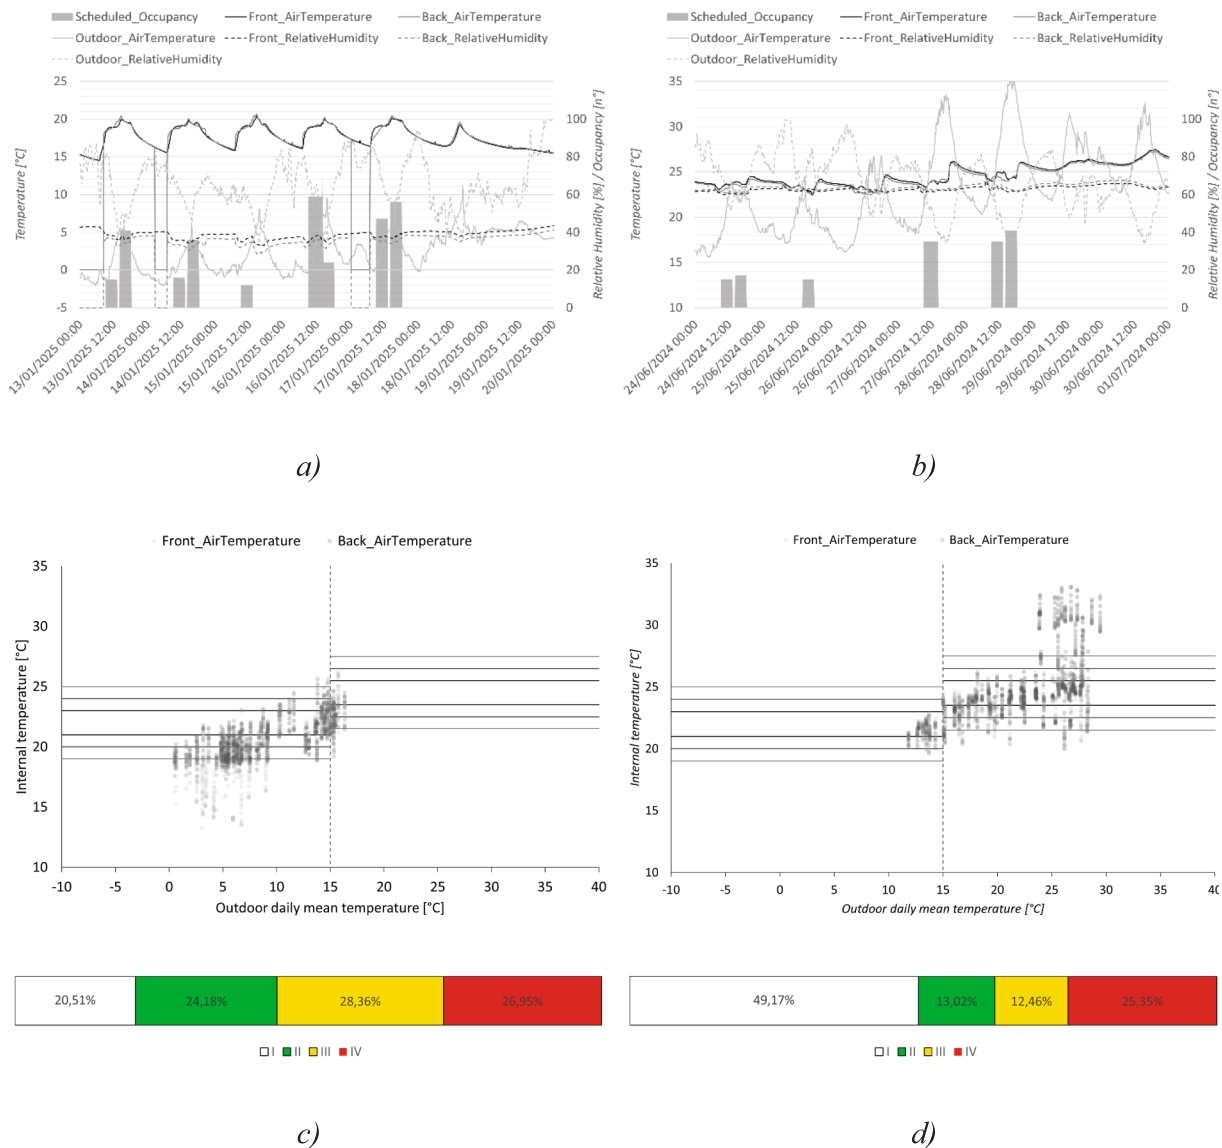 Scheduled_Occupancy Front_AirTemperature Back_AirTemperature
Outdoor_AirTemperature Front_RelativeHumidity Back_RelativeHumidity
Outdoor_RelativeHumidity
Temperature [°C]
25
20
15
10
5
0
-5
100
80
60
40
20
0
Relative Humidity [%] / Occupancy [n°]
13/01/2025 00:00
13/01/2025 12:00
14/01/2025 00:00
14/01/2025 12:00
15/01/2025 00:00
15/01/2025 12:00
16/01/2025 00:00
16/01/2025 12:00
17/01/2025 00:00
17/01/2025 12:00
18/01/2025 00:00
18/01/2025 12:00
19/01/2025 00:00
19/01/2025 12:00
20/01/2025 00:00
a)
Scheduled_Occupancy Front_AirTemperature Back_AirTemperature
Outdoor_AirTemperature Front_RelativeHumidity Back_RelativeHumidity
Outdoor_RelativeHumidity
Temperature [°C]
35
30
25
20
15
10
100
80
60
40
20
0
Relative Humidity [%] / Occupancy [n°]
24/06/2024 00:00
24/06/2024 12:00
25/06/2024 00:00
25/06/2024 12:00
26/06/2024 00:00
26/06/2024 12:00
27/06/2024 00:00
27/06/2024 12:00
28/06/2024 00:00
28/06/2024 12:00
29/06/2024 00:00
29/06/2024 12:00
30/06/2024 00:00
30/06/2024 12:00
01/07/2024 00:00
b)
Front_AirTemperature Back_AirTemperature
Internal temperature [°C]
35
30
25
20
15
10
-10 -5 0 5 10 15 20 25 30 35 40
Outdoor daily mean temperature [°C]
20,51% 24,18% 28,36% 26,95%
I II III IV
c)
Front_AirTemperature Back_AirTemperature
Internal temperature [°C]
35
30
25
20
15
10
-10 -5 0 5 10 15 20 25 30 35 40
Outdoor daily mean temperature [°C]
49,17% 13,02% 12,46% 25,35%
I II III IV
d)